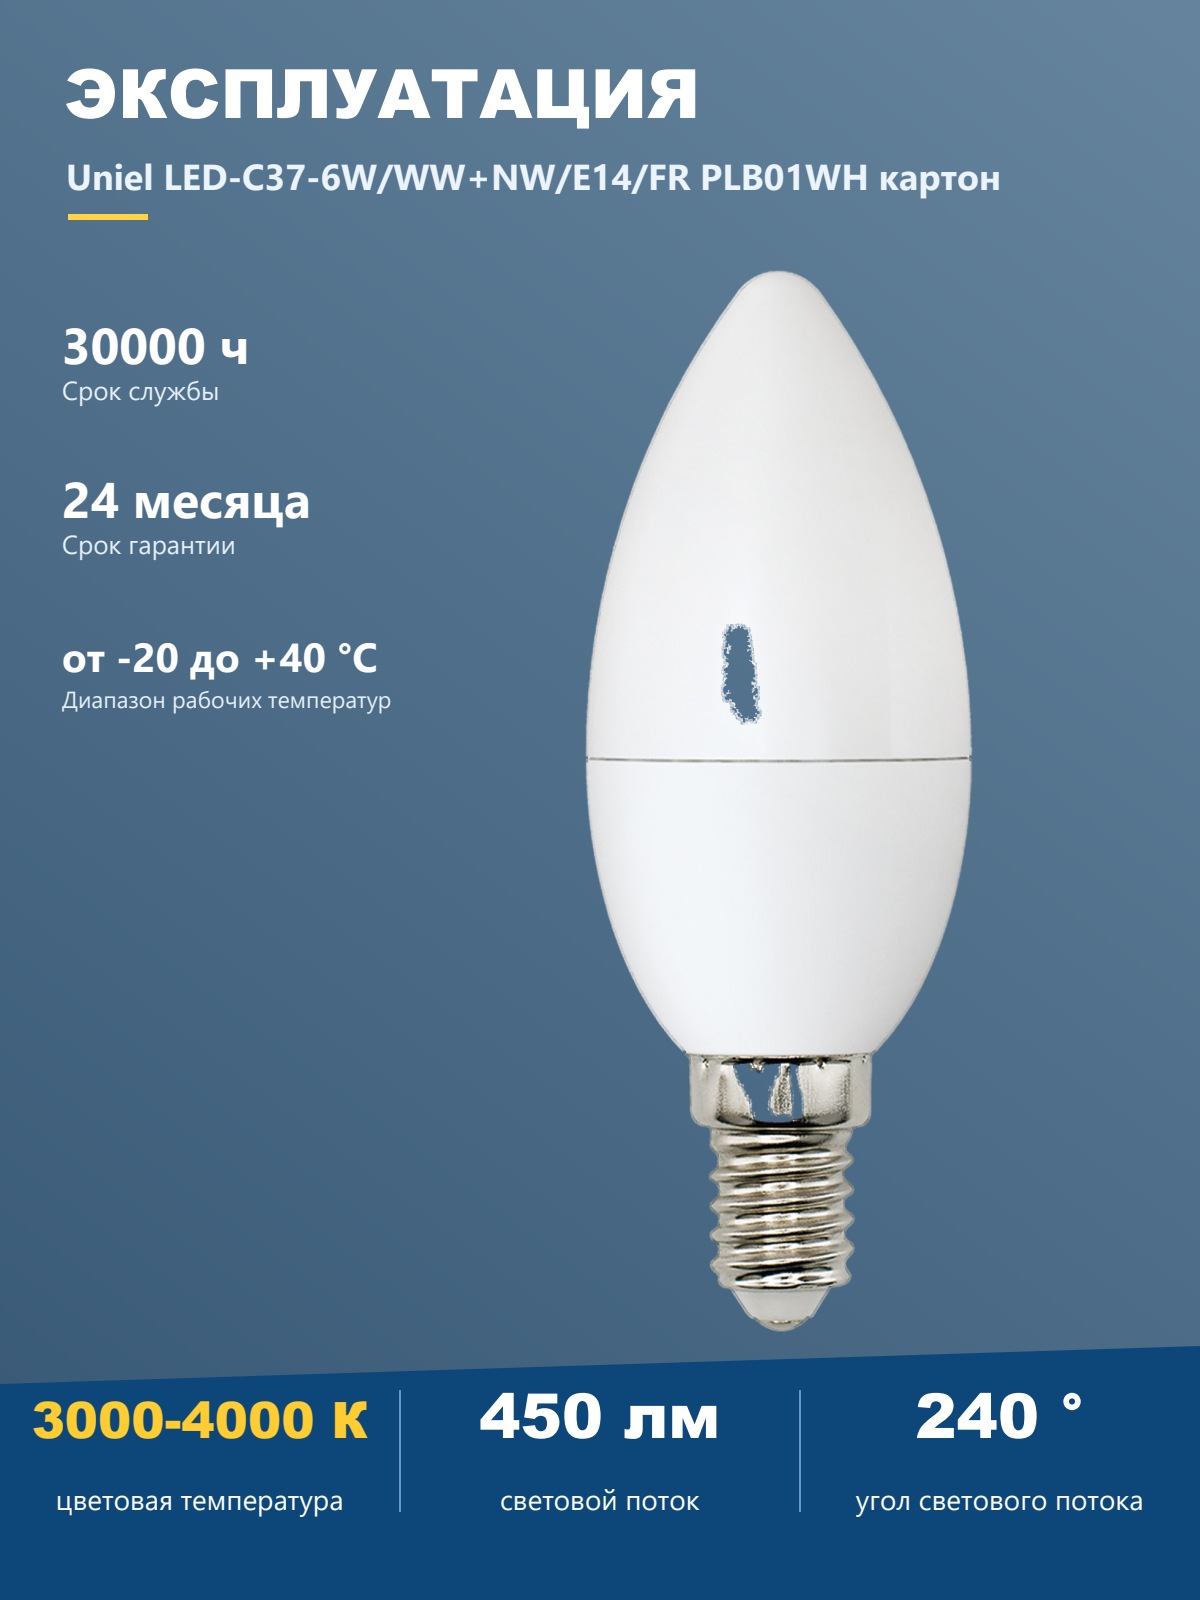 ЭКСПЛУАТАЦИЯ
Uniel LED-C37-6W/WW+NW/E14/FR PLB01WH картон
30000 ч
Срок службы
24 месяца
Срок гарантии
от -20 до +40 °C
Диапазон рабочих температур
3000-4000 К
цветовая температура
450 лм
световой поток
240 °
угол светового потока